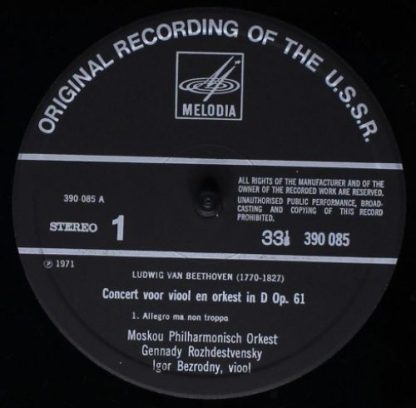 ORIGINAL RECORDING OF THE U.S.S.R.
MELODIA
390 085 A
STEREO 1
ALL RIGHTS OF THE MANUFACTURER AND OF THE
OWNER OF THE RECORDED WORK ARE RESERVED.
UNAUTHORISED PUBLIC PERFORMANCE, BROAD-
CASTING AND COPYING OF THIS RECORD
PROHIBITED.
33⅓ 390 085
℗ 1971
LUDWIG VAN BEETHOVEN (1770-1827)
Concert voor viool en orkest in D Op. 61
1. Allegro ma non troppo
Moskou Philharmonisch Orkest
Gennady Rozhdestvensky
Igor Bezrodny, viool